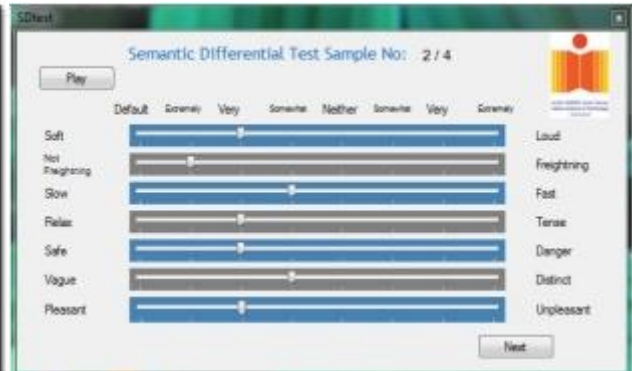 SDtest
Semantic Differential Test Sample No: 2 / 4
Play
Default Extremely Very Somewhat Neither Somewhat Very Extremely
Soft Loud
Not Freightning Freightning
Slow Fast
Relax Tense
Safe Danger
Vague Distinct
Pleasant Unpleasant
Next